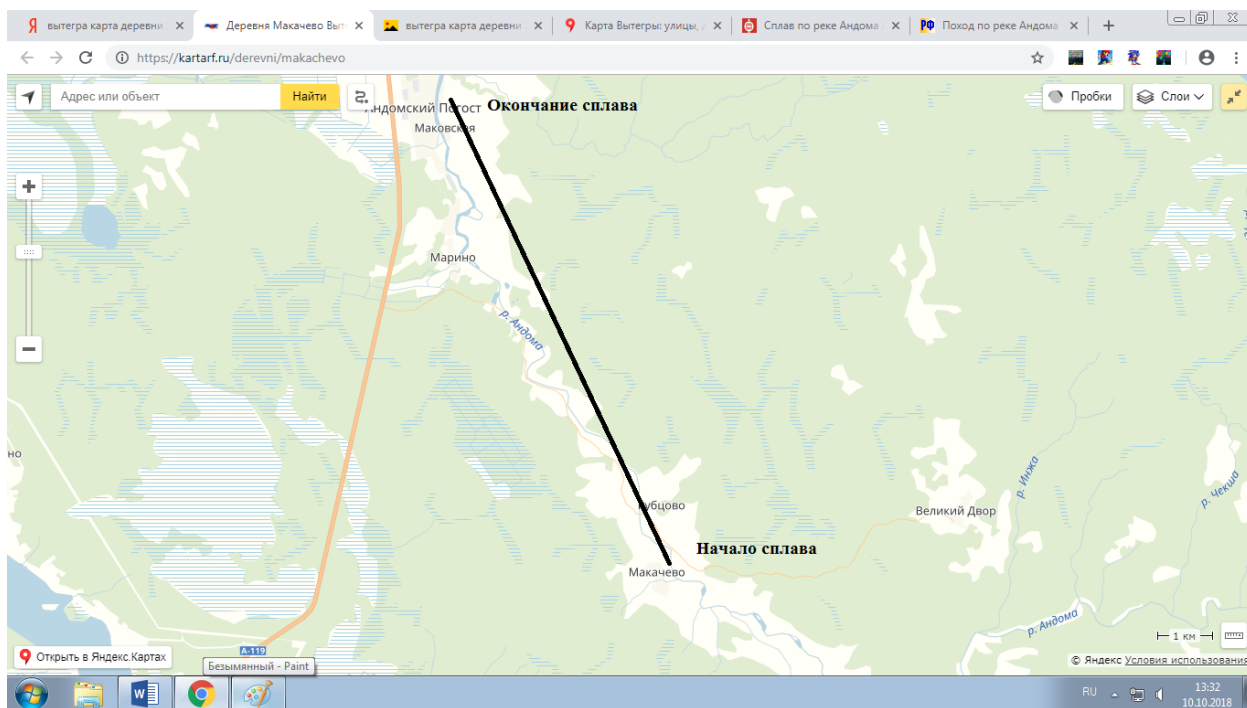 вытегра карта деревни
Деревня Макачево Выт
вытегра карта деревни
Карта Вытегры: улицы,
Сплав по реке Андома
Поход по реке Андома
https://kartarf.ru/derevni/makachevo
Адрес или объект
Найти
Пробки
Слои
ндомский Погост
Окончание сплава
Маковская
Марино
р. Андома
но
убцово
Великий Двор
р. Инжа
р. Чекша
Начало сплава
Макачево
р. Андома
1 км
А-119
Открыть в Яндекс.Картах
Безымянный - Paint
© Яндекс Условия использования
RU
13:32
10.10.2018